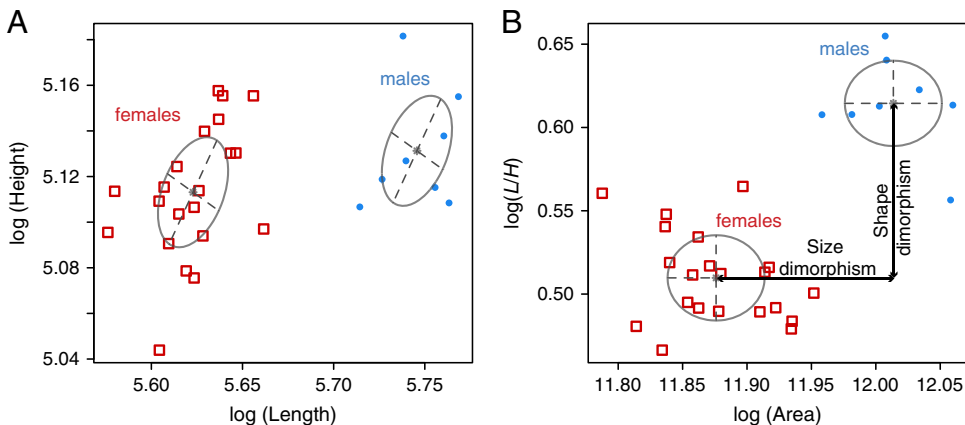 A
5.16
5.12
5.08
5.04
log (Height)
females
males
5.60
5.65
5.70
5.75
log (Length)
B
0.65
0.60
0.55
0.50
log(L/H)
males
females
Size
dimorphism
Shape
dimorphism
11.80
11.85
11.90
11.95
12.00
12.05
log (Area)